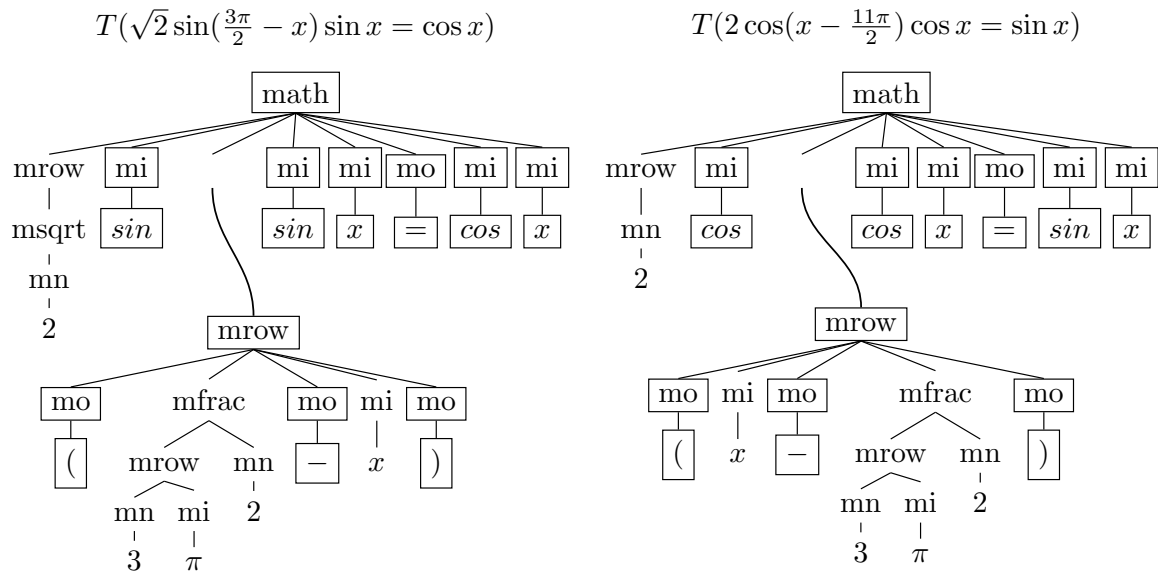 T(√2 sin(3π/2 − x) sin x = cos x) T(2 cos(x − 11π/2) cos x = sin x)
math math
mrow mi mi mi mo mi mi mrow mi mi mi mo mi mi
msqrt sin sin x = cos x mn cos cos x = sin x
mn 2
2
mrow mrow
mo mfrac mo mi mo mo mi mo mfrac mo
( mrow mn − x ) ( x − mrow mn )
mn mi 2 mn mi 2
3 π 3 π